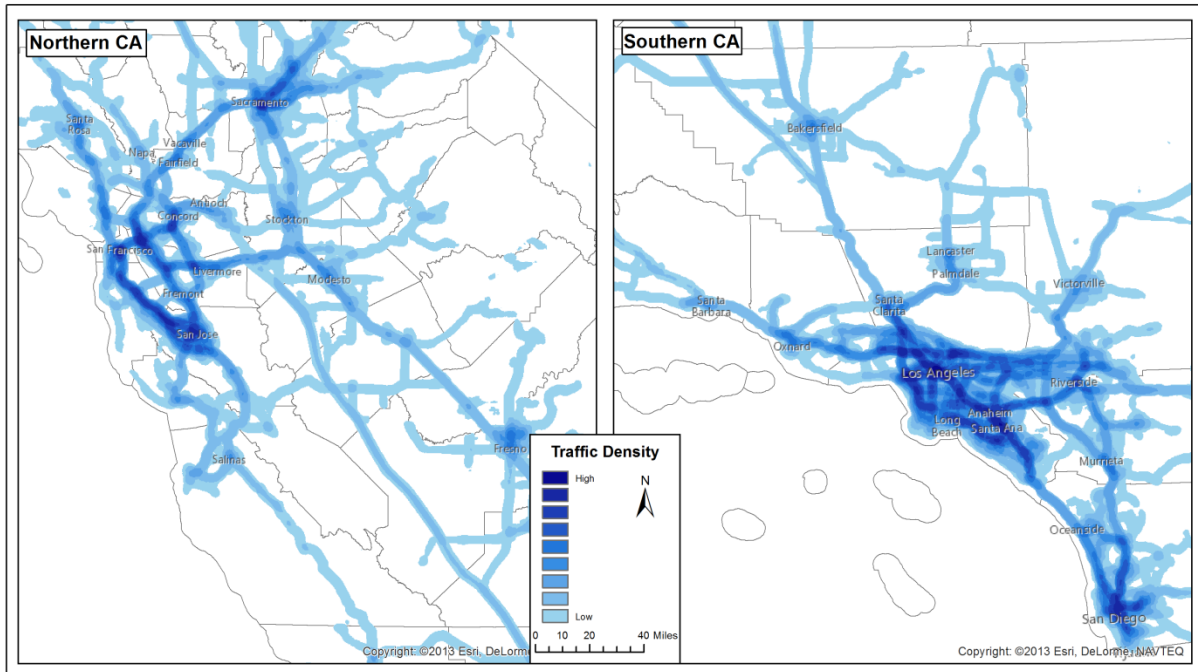 Northern CA
Sacramento
Santa
Rosa
Vacaville
Napa
Fairfield
Antioch
Concord
Stockton
San Francisco
Livermore
Modesto
Fremont
San Jose
Salinas
Fresno
Copyright: ©2013 Esri, DeLorme
Traffic Density
High
Low
N
0 10 20 40 Miles
Southern CA
Bakersfield
Lancaster
Palmdale
Victorville
Santa
Barbara
Santa
Clarita
Oxnard
Los Angeles
Riverside
Anaheim
Long
Beach
Santa Ana
Murrieta
Oceanside
San Diego
Copyright: ©2013 Esri, DeLorme, NAVTEQ